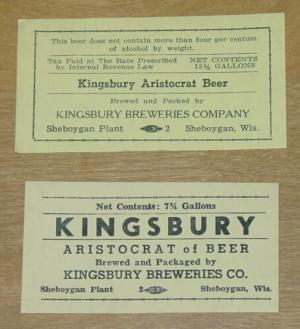 This beer does not contain more than four per centum
of alcohol by weight.
Tax Paid at The Rate Prescribed
by Internal Revenue Law
NET CONTENTS
15½ GALLONS
Kingsbury Aristocrat Beer
Brewed and Packed by
KINGSBURY BREWERIES COMPANY
Sheboygan Plant 2 Sheboygan, Wis.
Net Contents: 7¾ Gallons
KINGSBURY
ARISTOCRAT of BEER
Brewed and Packaged by
KINGSBURY BREWERIES CO.
Sheboygan Plant 2 Sheboygan, Wis.